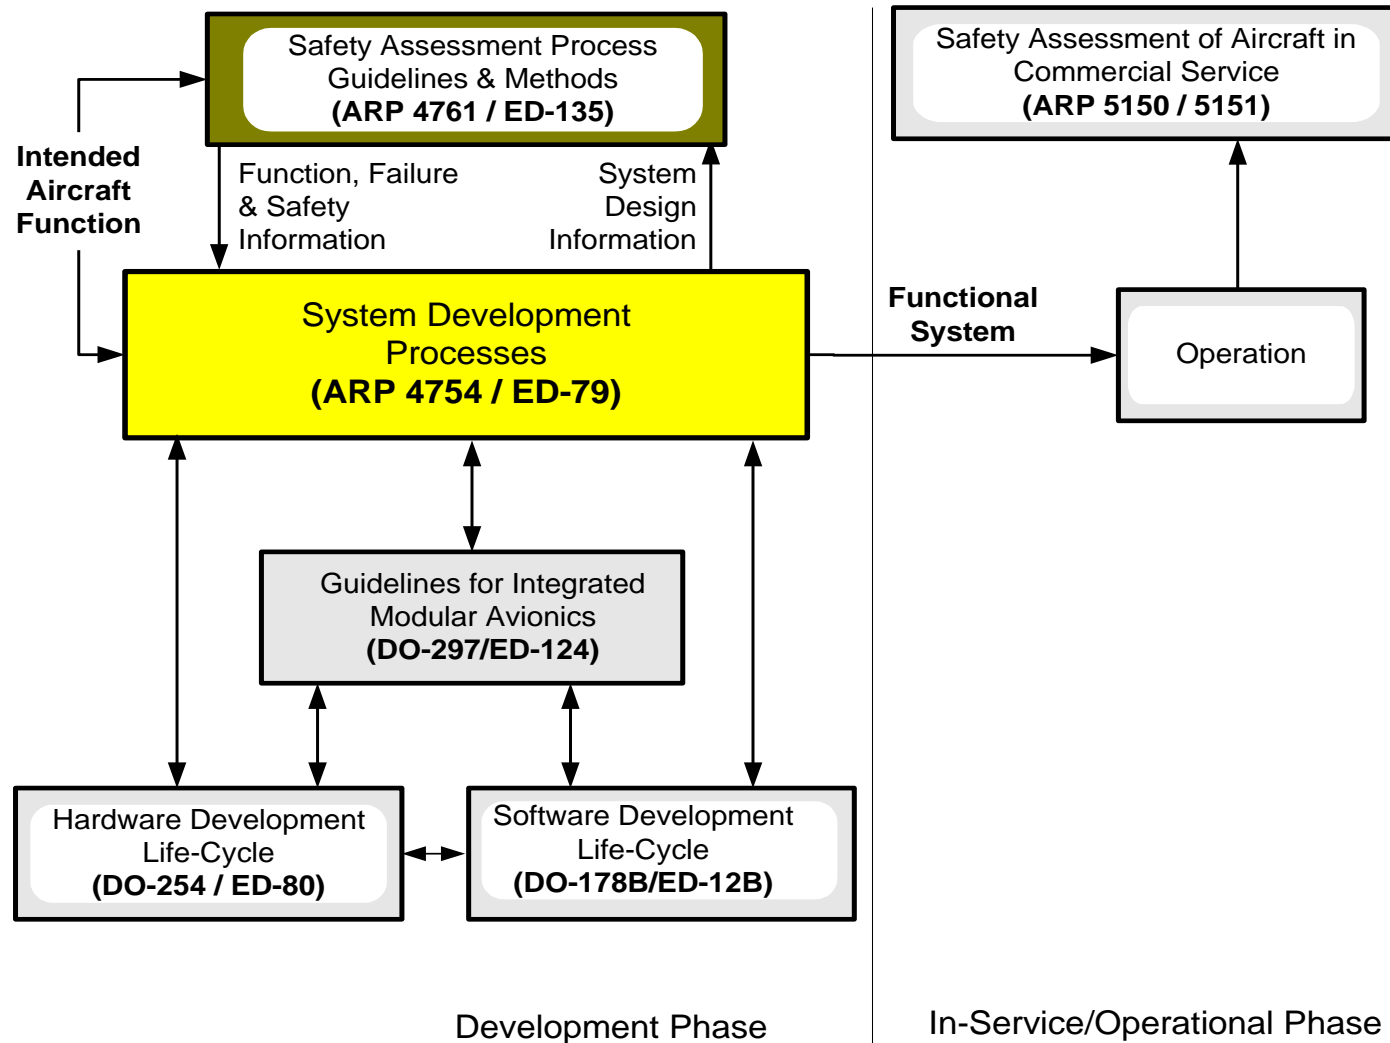 Safety Assessment Process
Guidelines & Methods
(ARP 4761 / ED-135)
Safety Assessment of Aircraft in
Commercial Service
(ARP 5150 / 5151)
Intended
Aircraft
Function
Function, Failure
& Safety
Information
System
Design
Information
System Development
Processes
(ARP 4754 / ED-79)
Functional
System
Operation
Guidelines for Integrated
Modular Avionics
(DO-297/ED-124)
Hardware Development
Life-Cycle
(DO-254 / ED-80)
Software Development
Life-Cycle
(DO-178B/ED-12B)
Development Phase
In-Service/Operational Phase